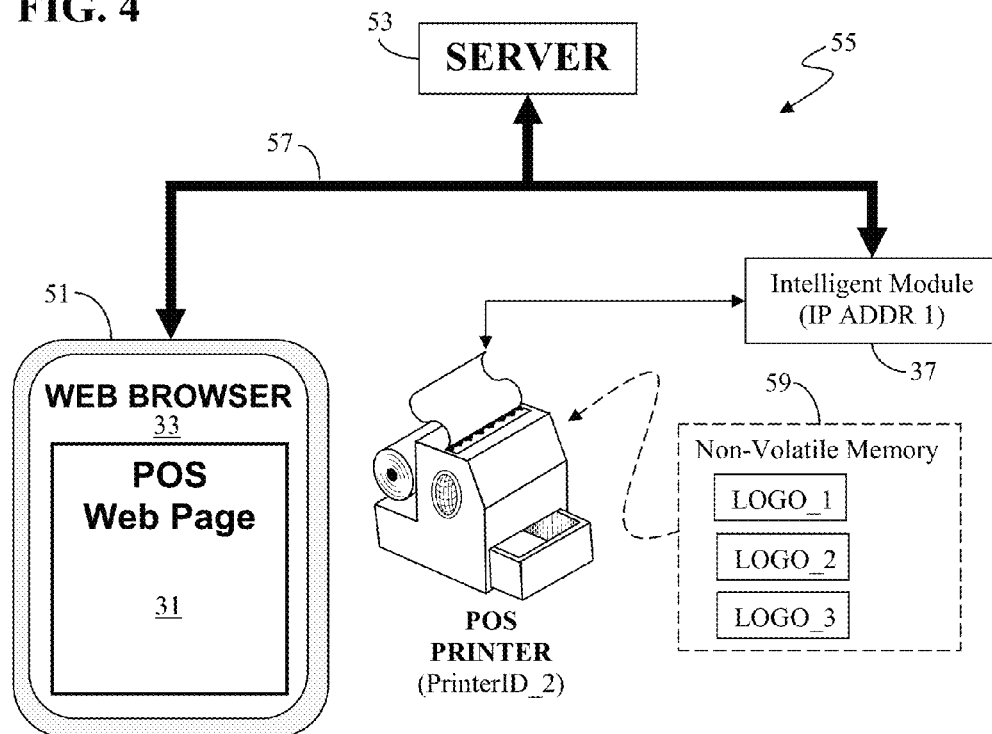 FIG. 4
53
SERVER
55
57
Intelligent Module
(IP ADDR 1)
37
51
WEB BROWSER
33
POS
Web Page
31
59
Non-Volatile Memory
LOGO_1
LOGO_2
LOGO_3
POS
PRINTER
(PrinterID_2)